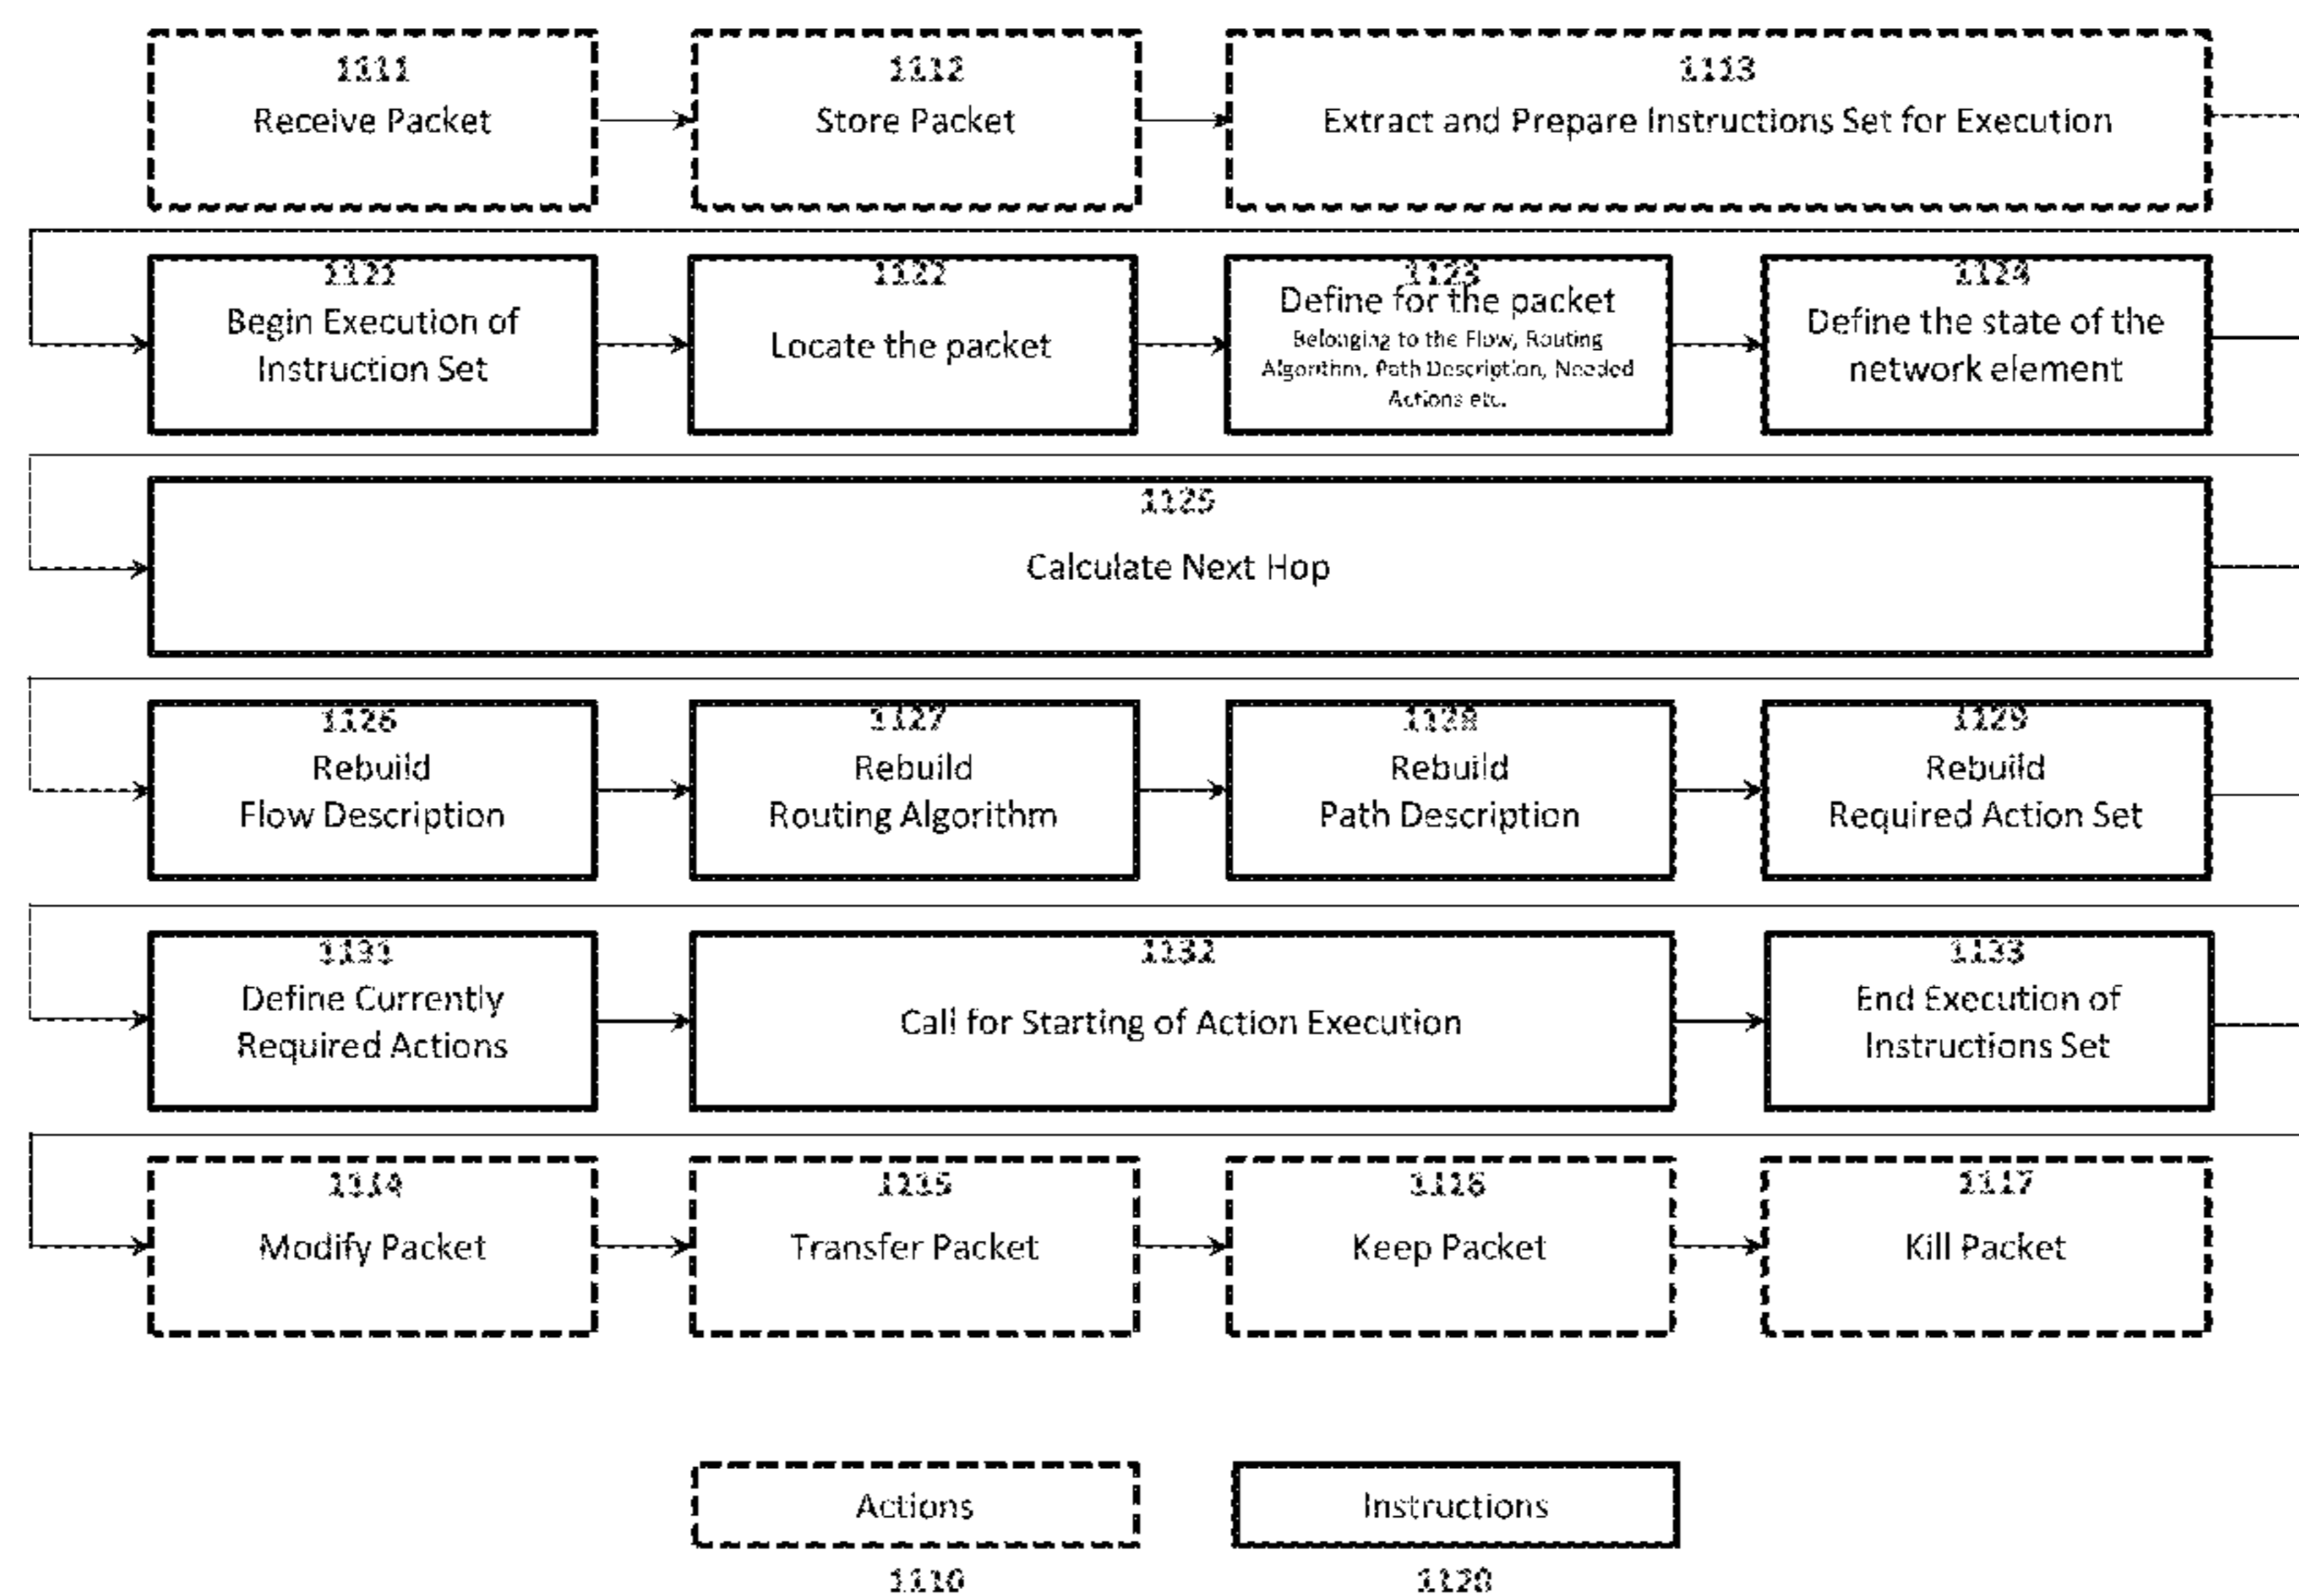 1111
Receive Packet
1112
Store Packet
1113
Extract and Prepare Instructions Set for Execution
1121
Begin Execution of
Instruction Set
1122
Locate the packet
1123
Define for the packet
Belonging to the Flow, Routing
Algorithm, Path Description, Needed
Actions etc.
1124
Define the state of the
network element
1125
Calculate Next Hop
1126
Rebuild
Flow Description
1127
Rebuild
Routing Algorithm
1128
Rebuild
Path Description
1129
Rebuild
Required Action Set
1131
Define Currently
Required Actions
1132
Call for Starting of Action Execution
1133
End Execution of
Instructions Set
1114
Modify Packet
1115
Transfer Packet
1116
Keep Packet
1117
Kill Packet
Actions
1110
Instructions
1120